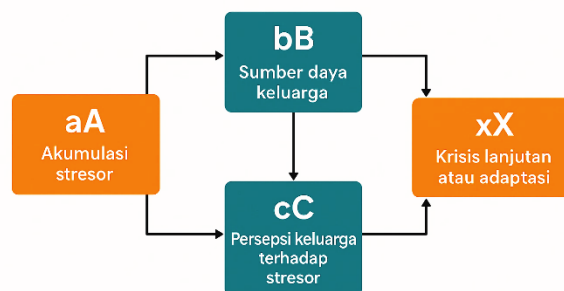 aA
Akumulasi
stresor
bB
Sumber daya
keluarga
cC
Persepsi keluarga
terhadap
stresor
xX
Krisis lanjutan
atau adaptasi